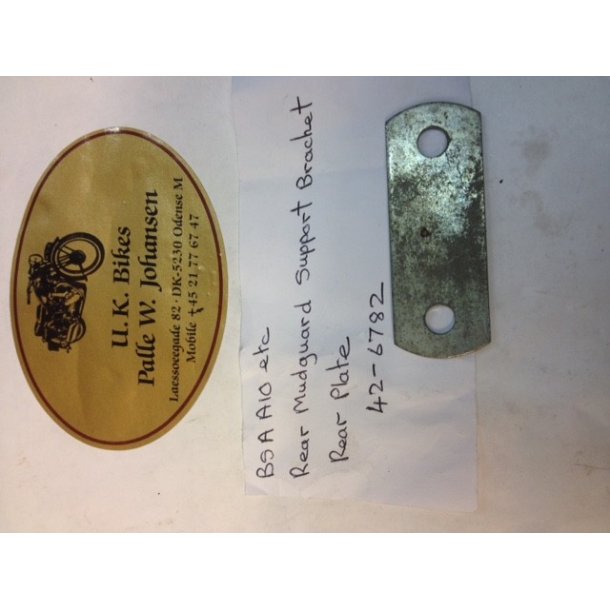 U.K. Bikes
Palle W. Johansen
Laessoeegade 82 · DK-5230 Odense M
Mobile +45 21 77 67 47
BSA A10 etc
Rear Mudguard Support Bracket
Rear Plate
42-6782